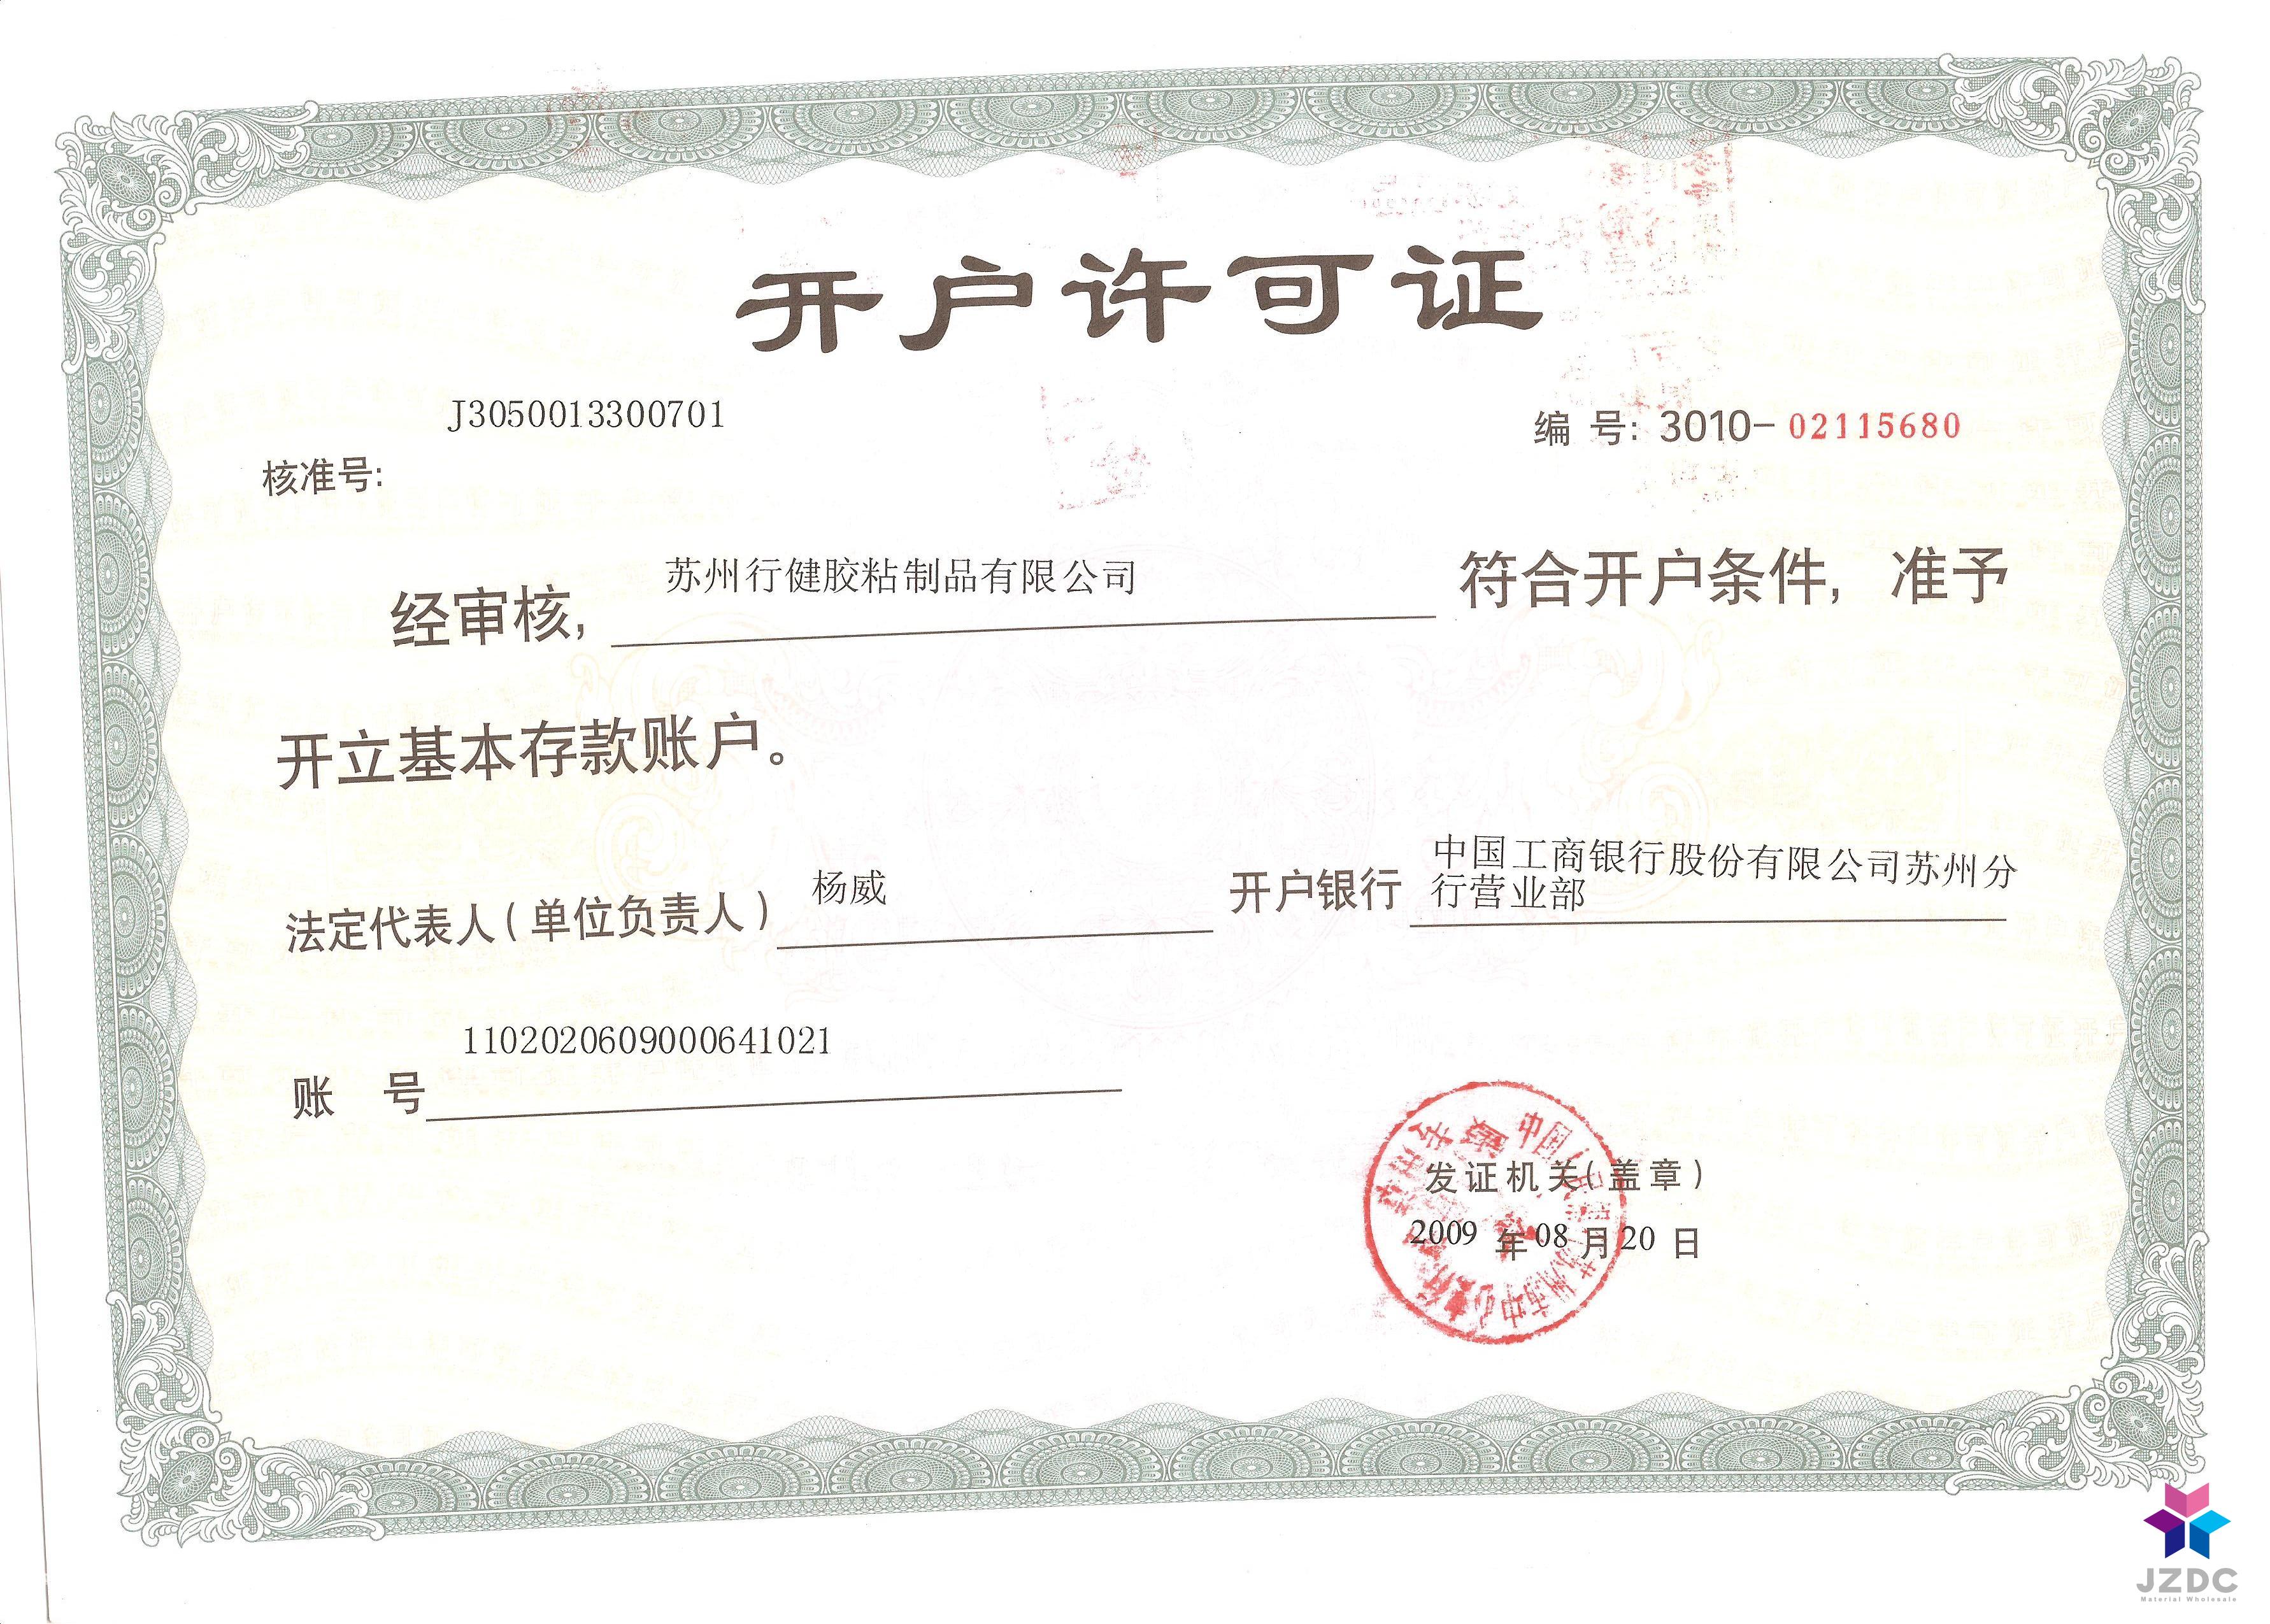 开户许可证
J3050013300701
编 号: 3010-02115680
核准号:
经审核, 苏州行健胶粘制品有限公司 符合开户条件, 准予
开立基本存款账户。
法定代表人(单位负责人) 杨威 开户银行 中国工商银行股份有限公司苏州分
行营业部
1102020609000641021
账 号
发证机关(盖章)
2009 年 08 月 20 日
JZDC
Material Wholesale